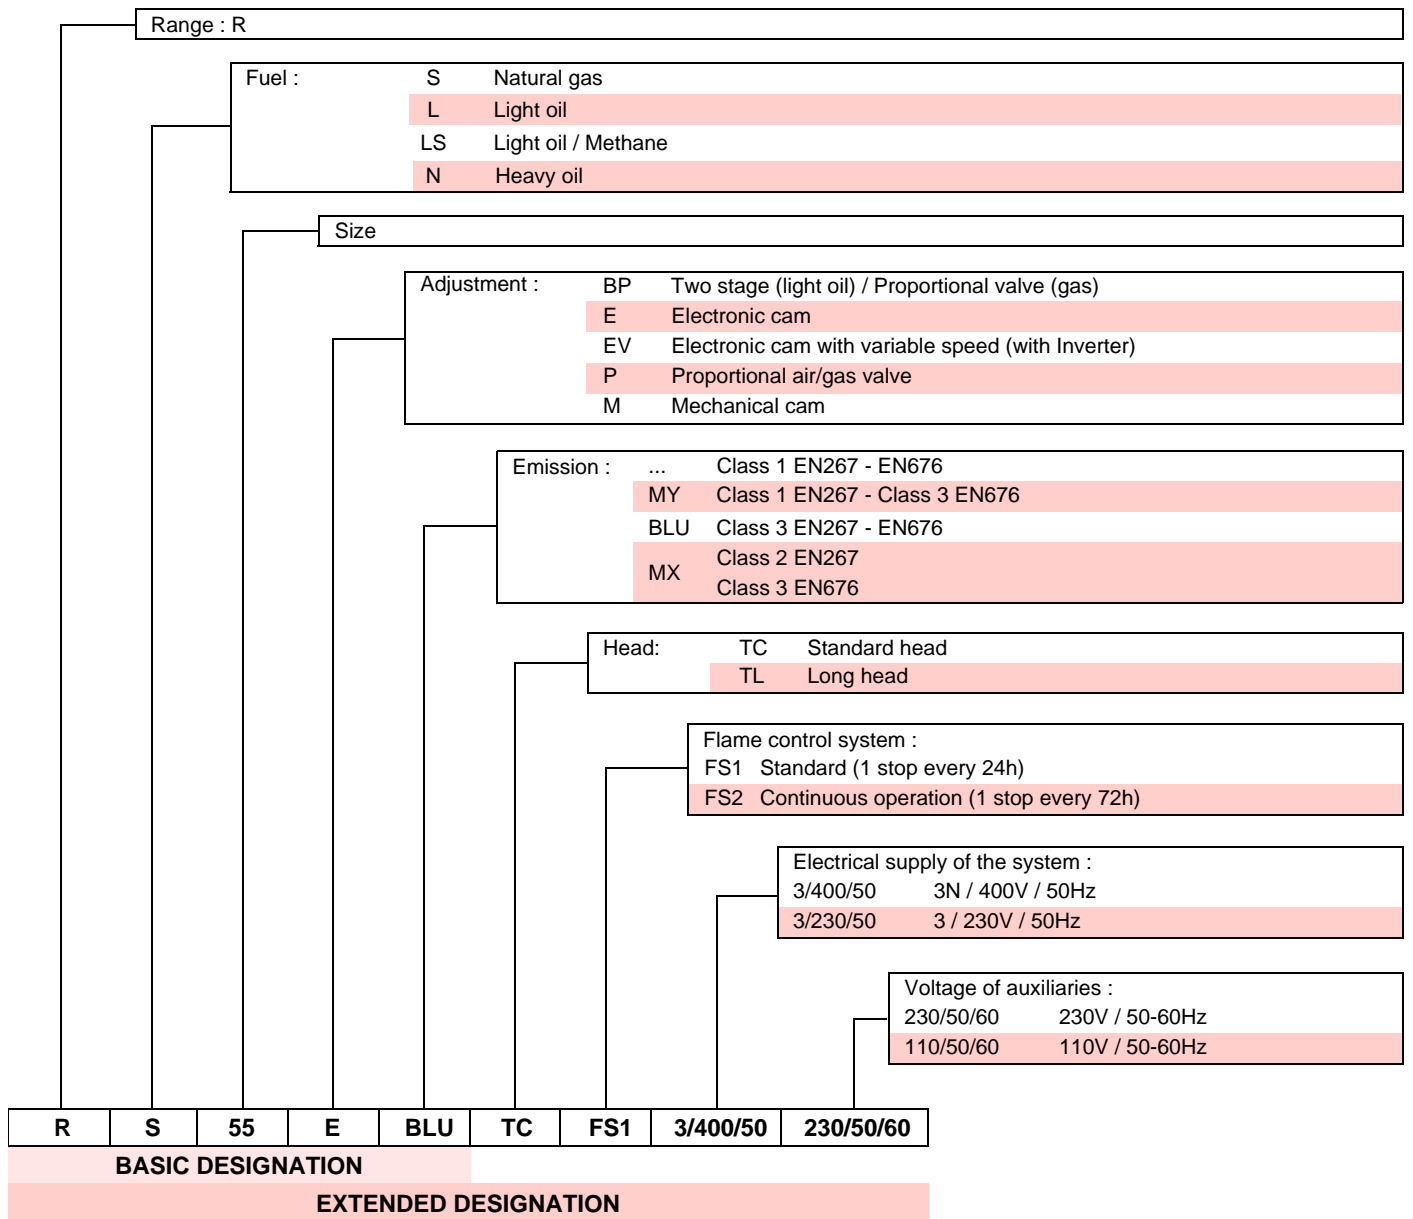 Range : R
Fuel : S Natural gas
L Light oil
LS Light oil / Methane
N Heavy oil
Size
Adjustment : BP Two stage (light oil) / Proportional valve (gas)
E Electronic cam
EV Electronic cam with variable speed (with Inverter)
P Proportional air/gas valve
M Mechanical cam
Emission : ... Class 1 EN267 - EN676
MY Class 1 EN267 - Class 3 EN676
BLU Class 3 EN267 - EN676
MX Class 2 EN267
Class 3 EN676
Head: TC Standard head
TL Long head
Flame control system :
FS1 Standard (1 stop every 24h)
FS2 Continuous operation (1 stop every 72h)
Electrical supply of the system :
3/400/50 3N / 400V / 50Hz
3/230/50 3 / 230V / 50Hz
Voltage of auxiliaries :
230/50/60 230V / 50-60Hz
110/50/60 110V / 50-60Hz
R S 55 E BLU TC FS1 3/400/50 230/50/60
BASIC DESIGNATION
EXTENDED DESIGNATION